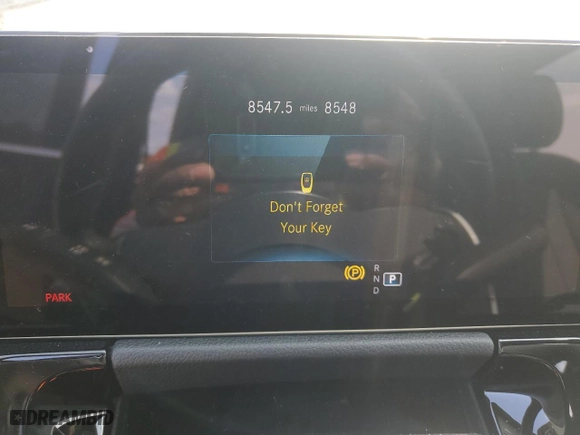 8547.5 miles 8548
Don't Forget
Your Key
P
R
N
P
D
PARK
DREAMBID